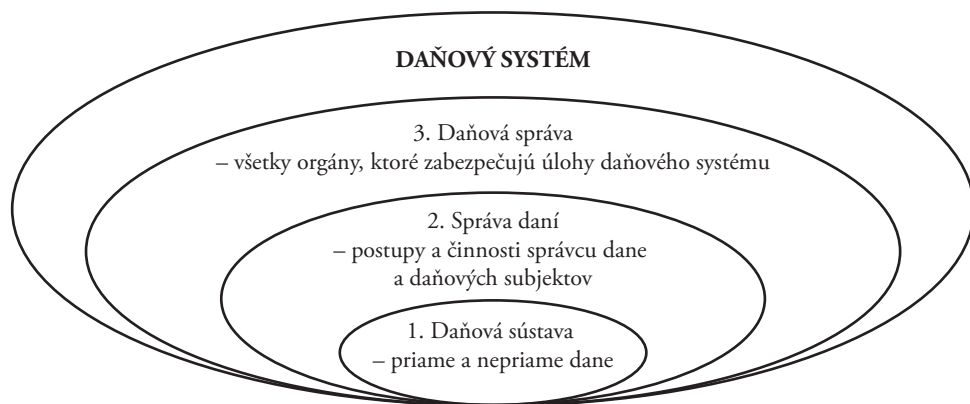 DAŇOVÝ SYSTÉM
3. Daňová správa
– všetky orgány, ktoré zabezpečujú úlohy daňového systému
2. Správa daní
– postupy a činnosti správcu dane
a daňových subjektov
1. Daňová sústava
– priame a nepriame dane